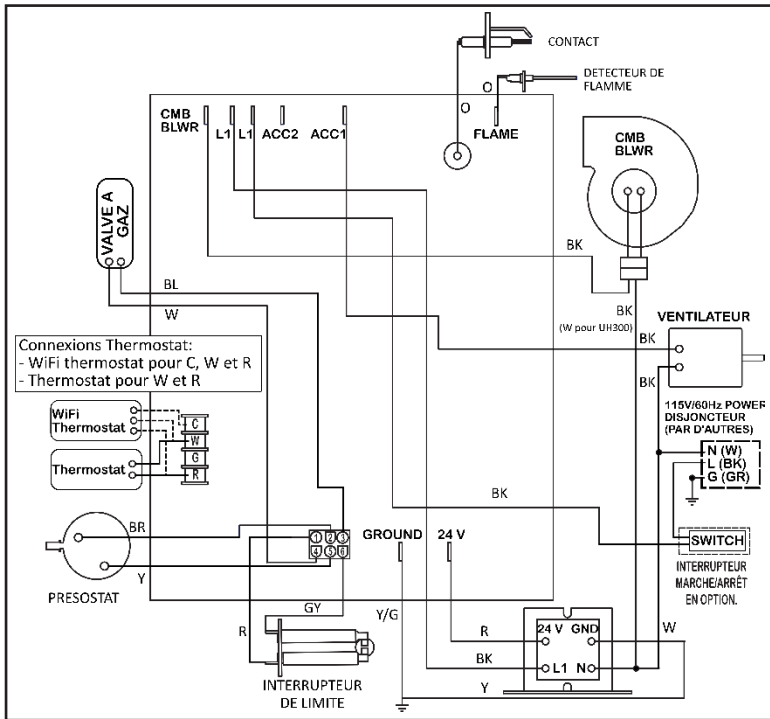 CONTACT
DETECTEUR DE
FLAMME
O
O
CMB
BLWR
L1
L1
ACC2
ACC1
FLAME
CMB
BLWR
VALVE A
GAZ
BK
BL
W
BK
(W pour UH300)
VENTILATEUR
BK
BK
Connexions Thermostat:
- WiFi thermostat pour C, W et R
- Thermostat pour W et R
115V/60Hz POWER
DISJONCTEUR
(PAR D'AUTRES)
N (W)
L (BK)
G (GR)
WiFi
Thermostat
Thermostat
C
W
G
R
BK
BR
1
2
3
4
5
6
GROUND
24 V
SWITCH
INTERRUPTEUR
MARCHE/ARRÊT
EN OPTION.
Y
PRESOSTAT
GY
Y/G
R
R
24 V
GND
W
BK
L1
N
Y
INTERRUPTEUR
DE LIMITE